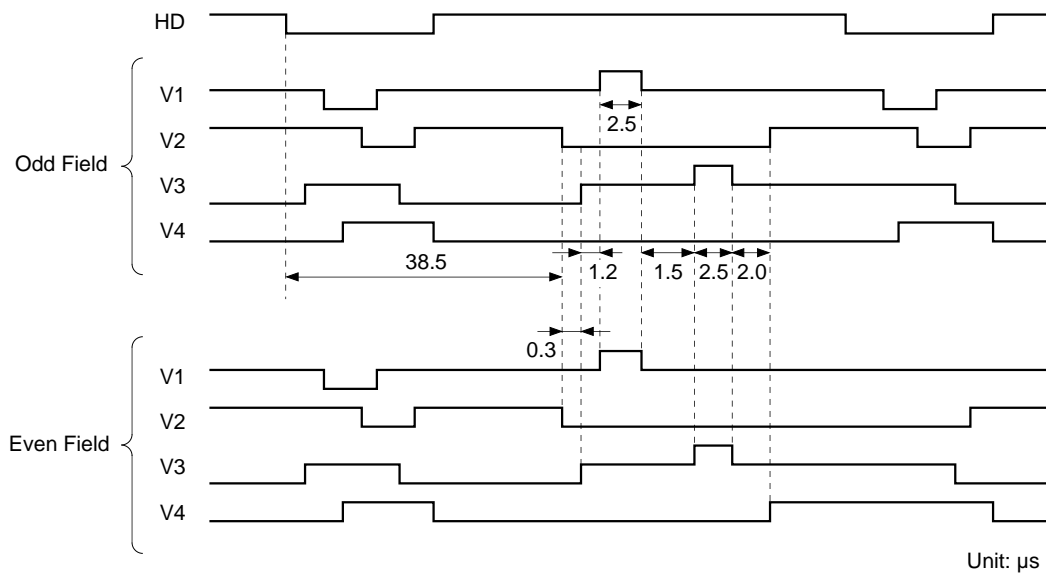 HD
Odd Field
V1
2.5
V2
V3
V4
38.5
1.2
1.5
2.5
2.0
0.3
Even Field
V1
V2
V3
V4
Unit: μs